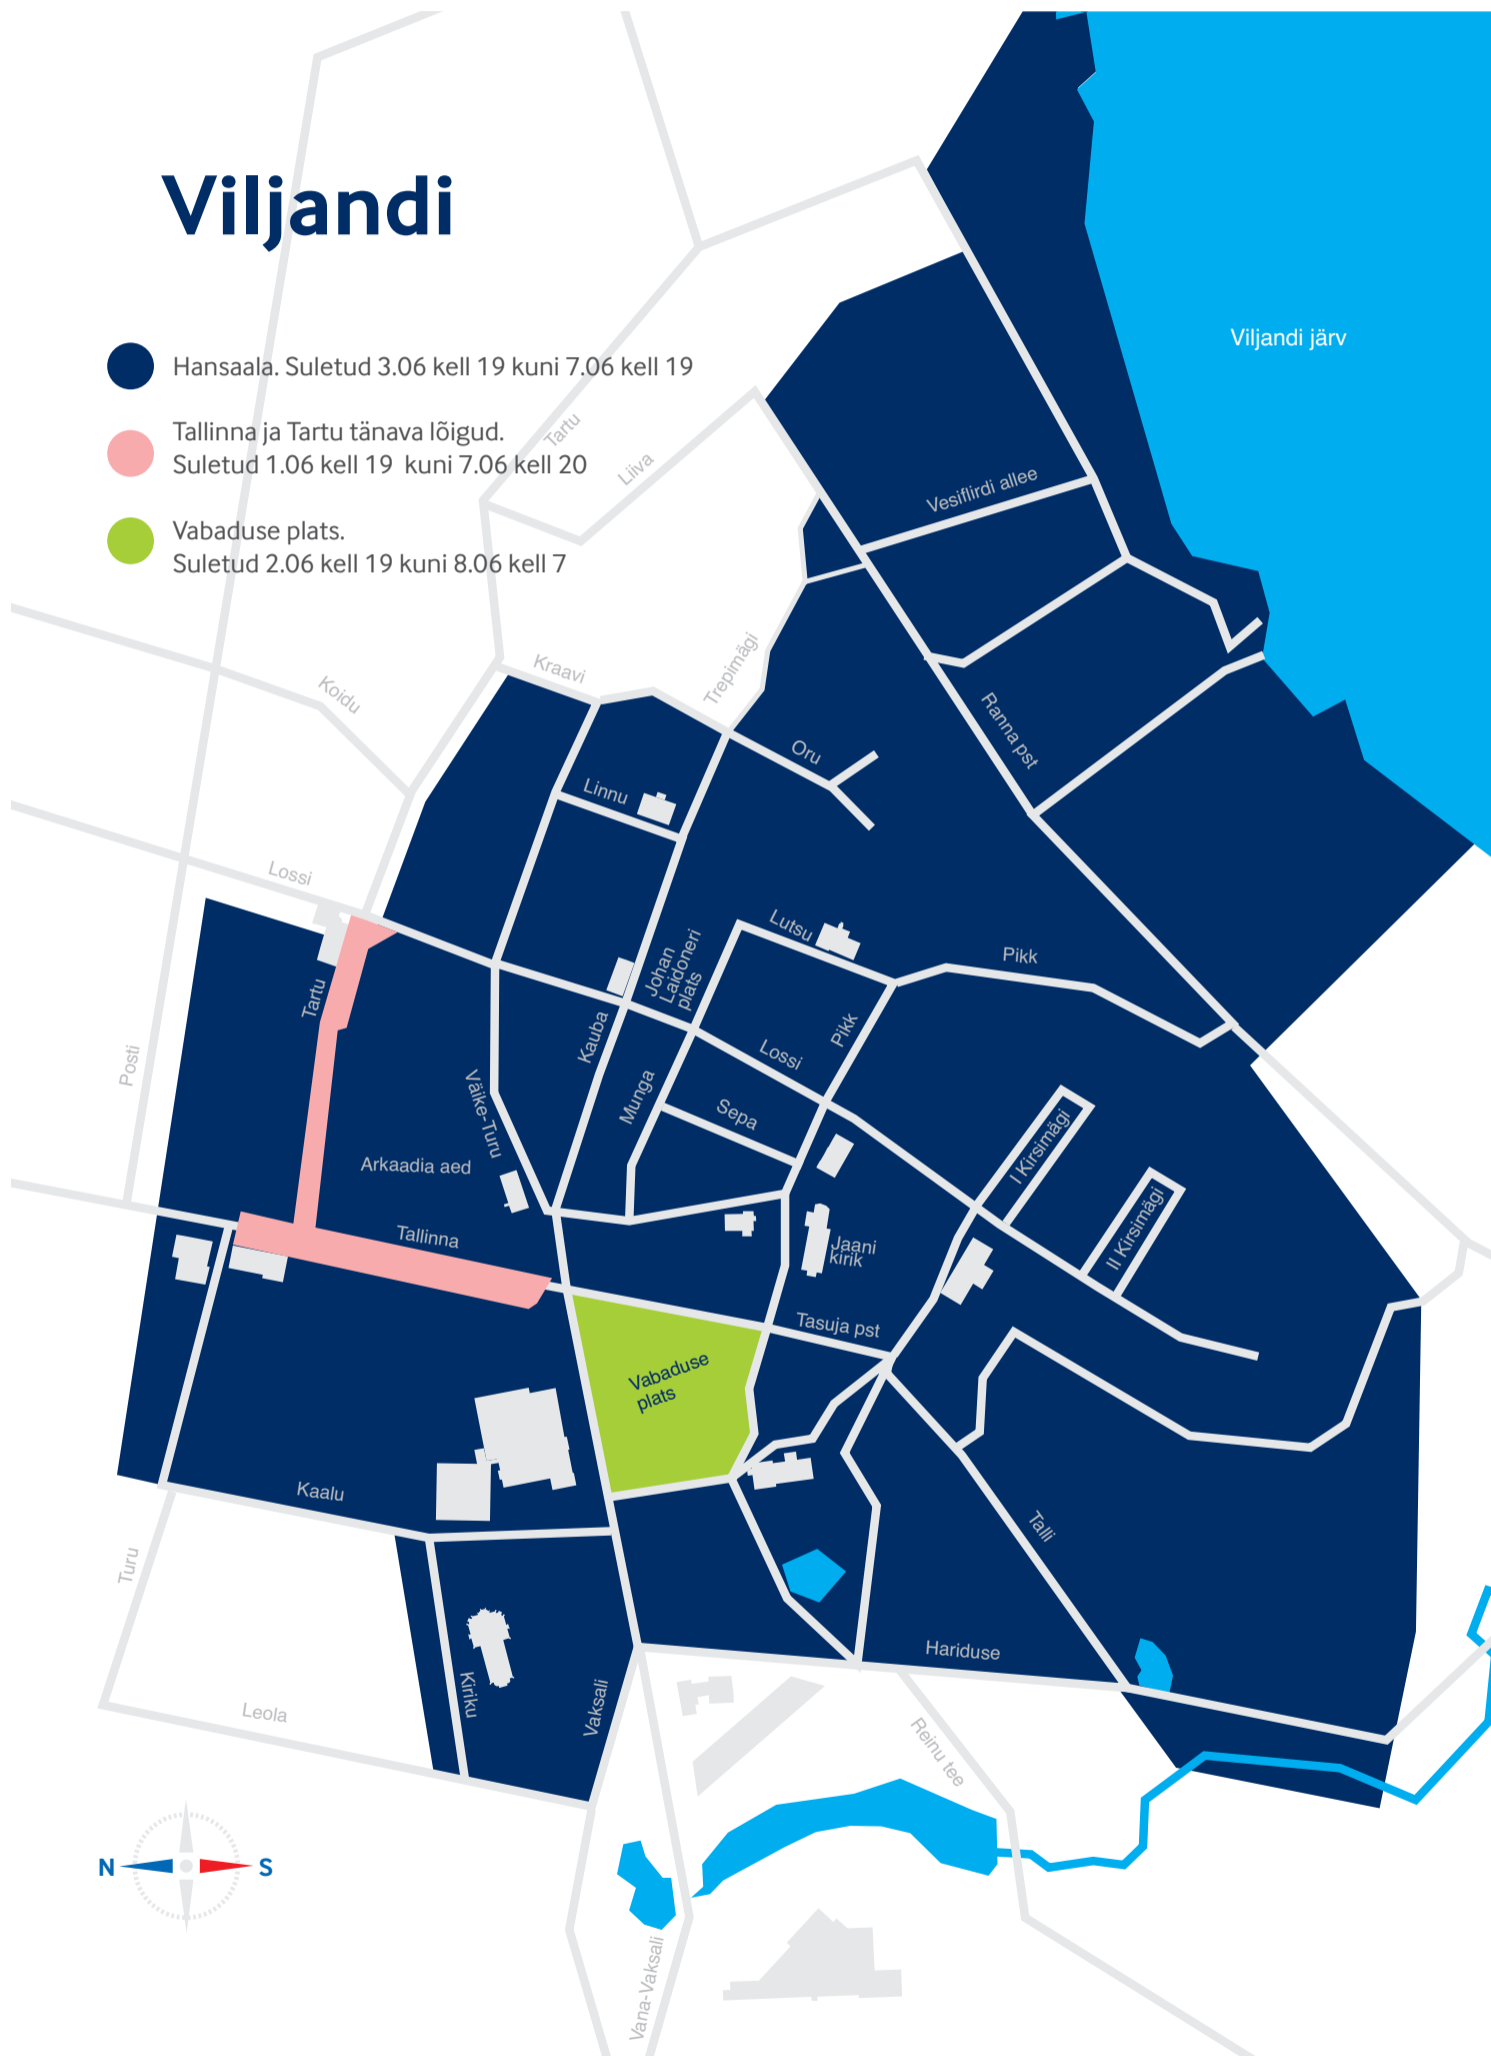 Viljandi
Hansaala. Suletud 3.06 kell 19 kuni 7.06 kell 19
Tallinna ja Tartu tänava lõigud.
Suletud 1.06 kell 19 kuni 7.06 kell 20
Vabaduse plats.
Suletud 2.06 kell 19 kuni 8.06 kell 7
Viljandi järv
Tartu
Liiva
Vesiflirdi allee
Trepimägi
Kraavi
Koidu
Ranna pst
Oru
Linnu
Lossi
Lutsu
Johan
Laidoneri
plats
Pikk
Tartu
Kauba
Pikk
Posti
Väike-Turu
Munga
Lossi
Sepa
Arkaadia aed
I Kirsimägi
II Kirsimägi
Tallinna
Jaani
kirik
Tasuja pst
Vabaduse
plats
Kaalu
Turu
Talli
Hariduse
Kiriku
Vaksali
Leola
Reinu tee
N
S
Vana-Vaksali